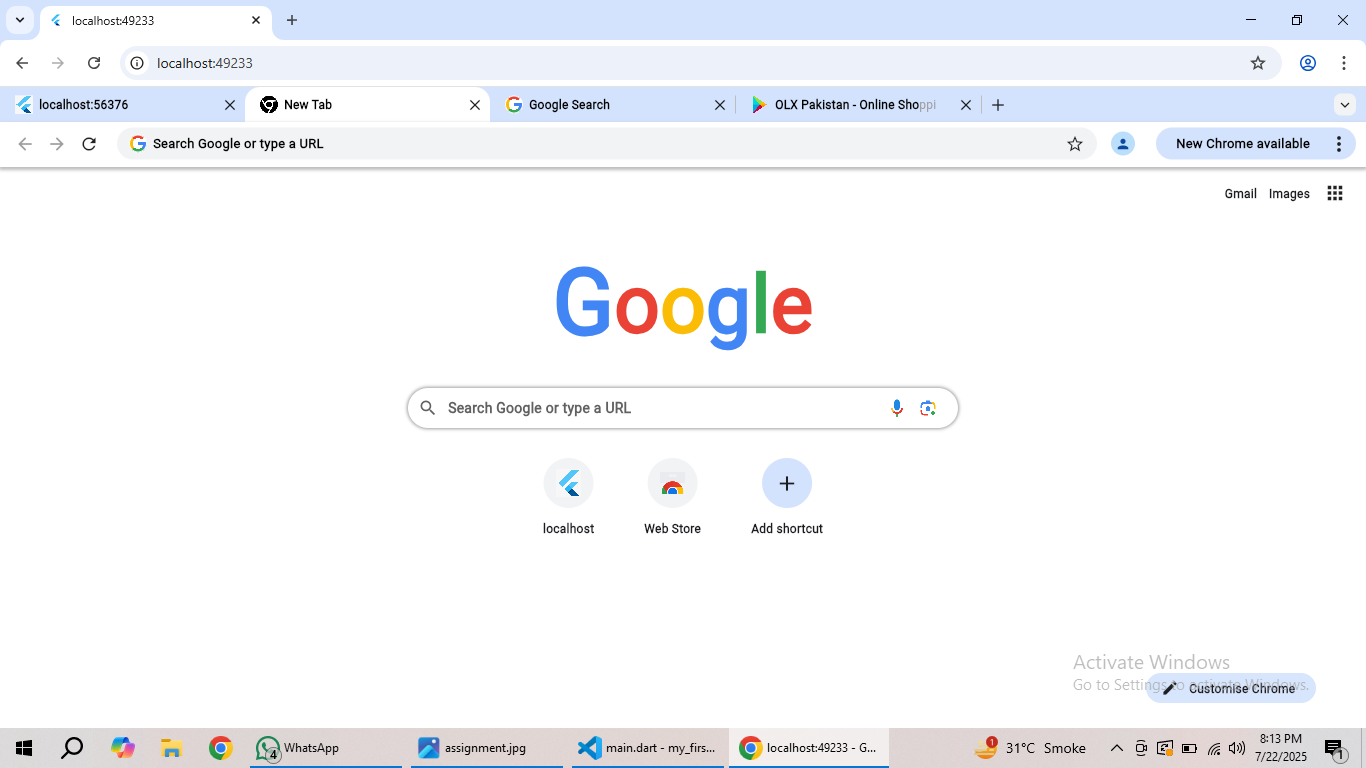 localhost:49233
localhost:49233
localhost:56376 New Tab Google Search OLX Pakistan - Online Shoppi
Search Google or type a URL New Chrome available
Gmail Images
Google
Search Google or type a URL
localhost Web Store Add shortcut
Activate Windows
Go to Settings to activate Windows.
Customise Chrome
WhatsApp assignment.jpg main.dart - my_firs... localhost:49233 - G... 31°C Smoke 8:13 PM
7/22/2025
4
1
1